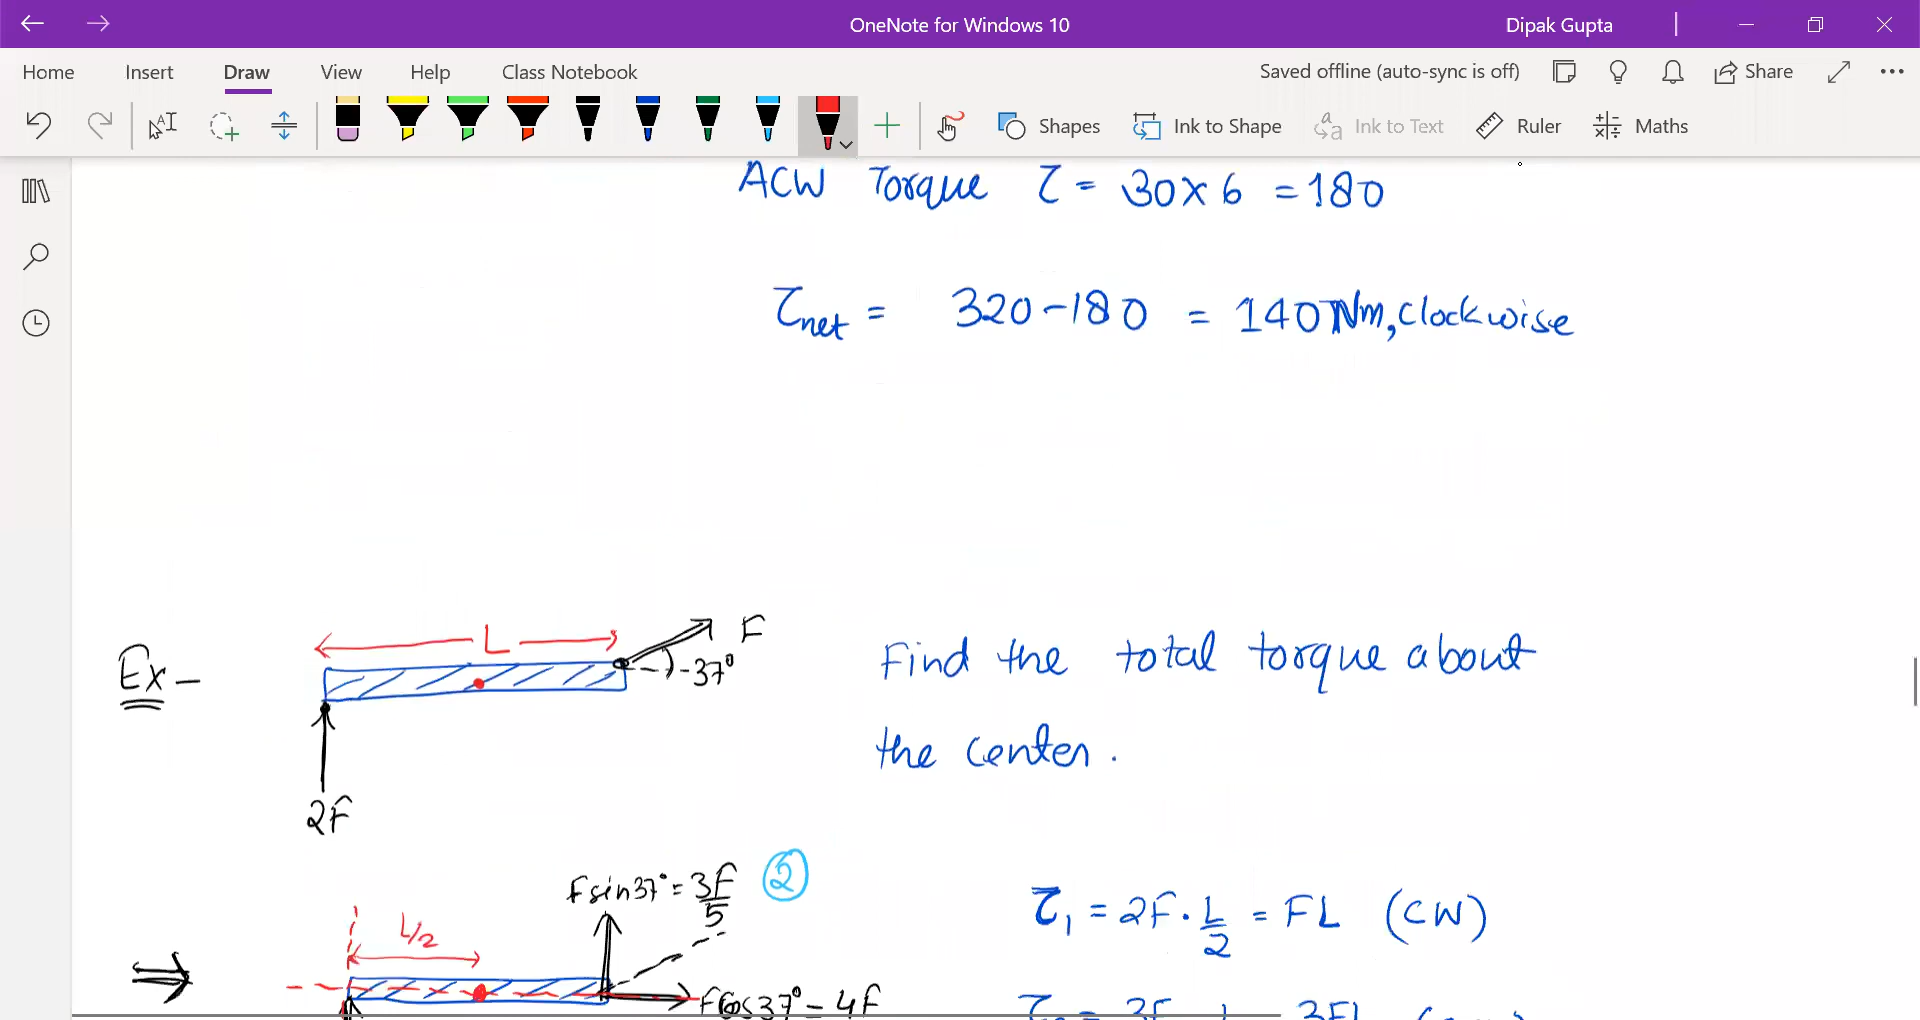 OneNote for Windows 10
Dipak Gupta
Home Insert Draw View Help Class Notebook
Saved offline (auto-sync is off) Share
Shapes Ink to Shape Ink to Text Ruler Maths
ACW Torque τ = 30×6 = 180
τnet = 320-180 = 140 Nm, clockwise
Ex-
L
F
37°
2F
Find the total torque about
the center.
Fsin37° = 3F/5
2
L/2
τ₁ = 2F · L/2 = FL (CW)
Fcos37° = 4F